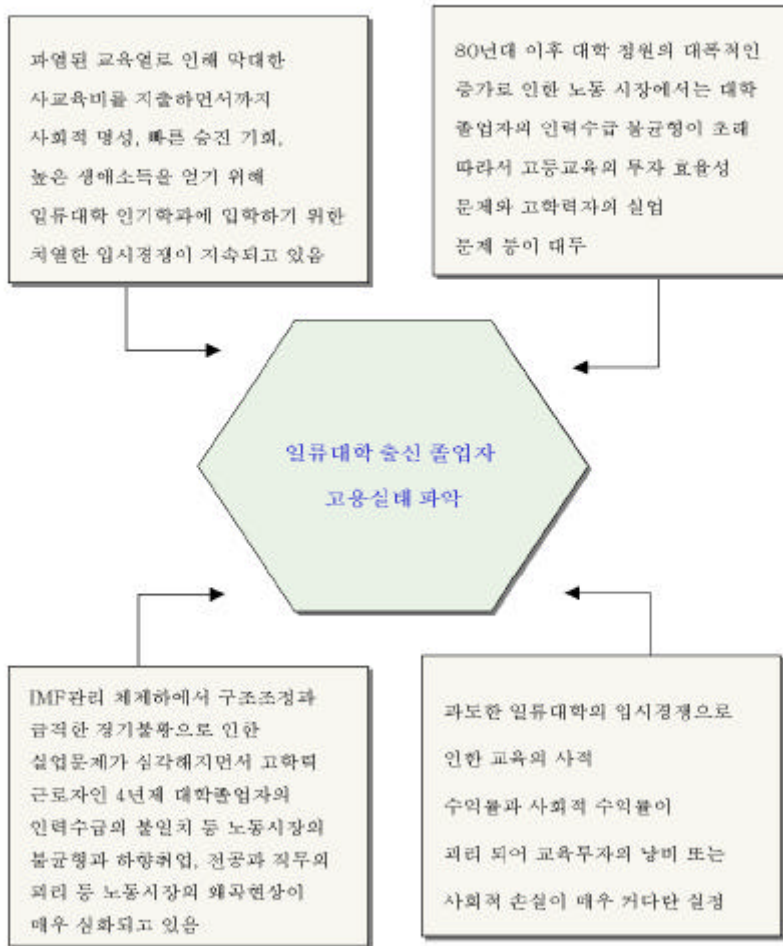 과열된 교육열로 인해 막대한
사교육비를 지출하면서까지
사회적 명성, 빠른 승진 기회,
높은 생애소득을 얻기 위해
일류대학 인기학과에 입학하기 위한
치열한 입시경쟁이 지속되고 있음
80년대 이후 대학 정원의 대폭적인
증가로 인한 노동 시장에서는 대학
졸업자의 인력수급 불균형이 초래
따라서 고등교육의 투자 효율성
문제와 고학력자의 실업
문제 등이 대두
일류대학 출신 졸업자
고용실태 파악
IMF관리 체제하에서 구조조정과
급격한 경기불황으로 인한
실업문제가 심각해지면서 고학력
근로자인 4년제 대학졸업자의
인력수급의 불일치 등 노동시장의
불균형과 하향취업, 전공과 직무의
괴리 등 노동시장의 왜곡현상이
매우 심화되고 있음
과도한 일류대학의 입시경쟁으로
인한 교육의 사적
수익률과 사회적 수익률이
괴리 되어 교육투자의 낭비 또는
사회적 손실이 매우 커다란 실정